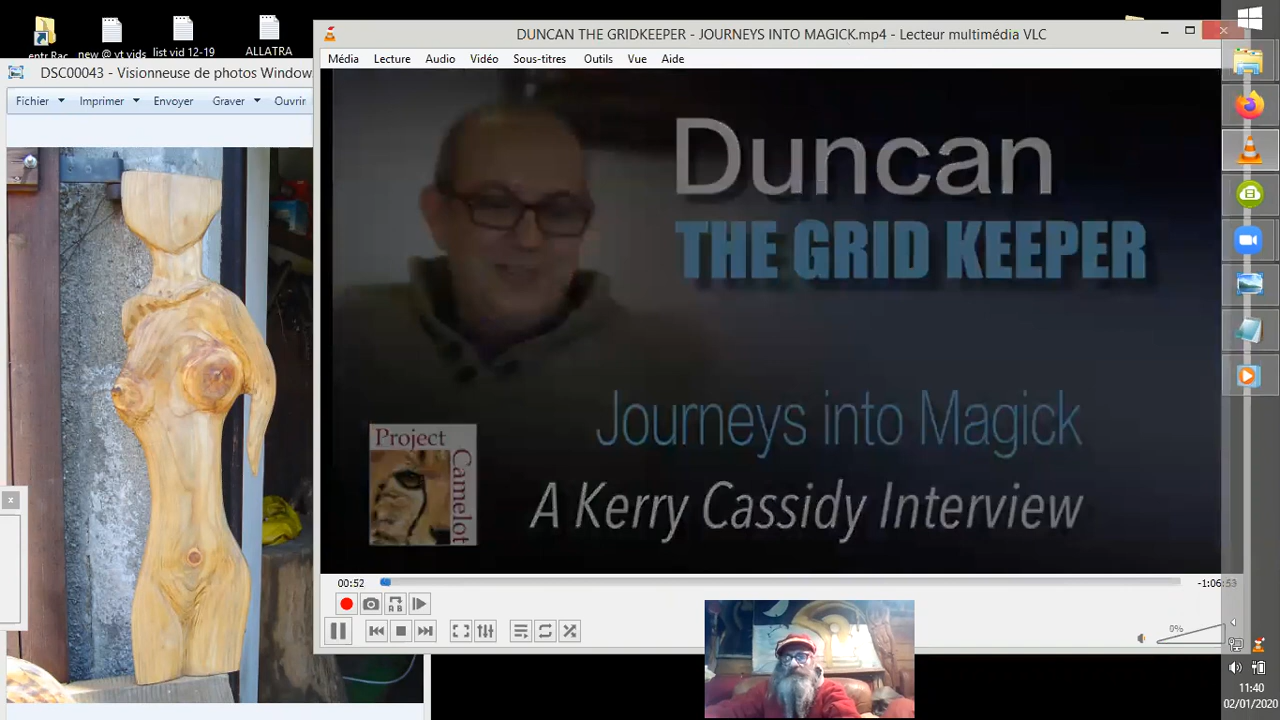 entr Rac
new @ yt vids
list vid 12-19
ALLATRA
DSC00043 - Visionneuse de photos Window
Fichier
Imprimer
Envoyer
Graver
Ouvrir
DUNCAN THE GRIDKEEPER - JOURNEYS INTO MAGICK.mp4 - Lecteur multimédia VLC
Média Lecture Audio Vidéo Sous-titres Outils Vue Aide
Duncan
THE GRID KEEPER
Journeys into Magick
A Kerry Cassidy Interview
Project
Camelot
00:52
-1:06:53
A B
0%
11:40
02/01/2020